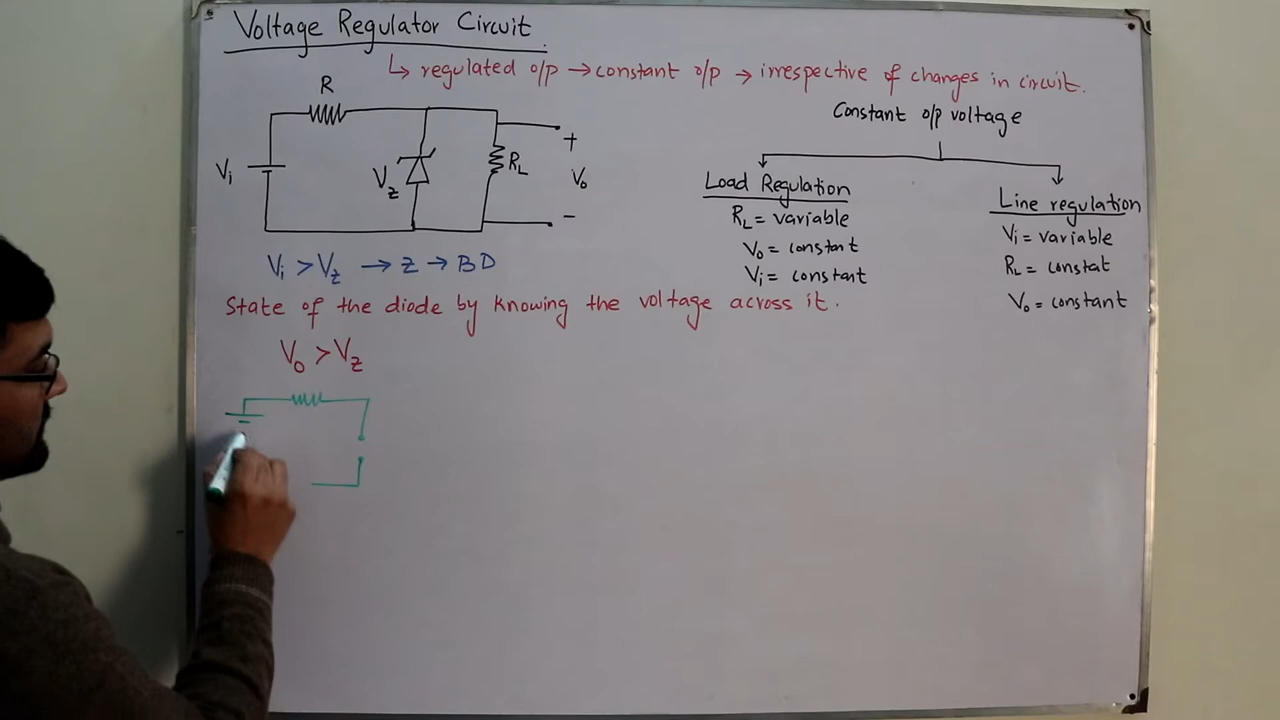 Voltage Regulator Circuit
↳ regulated o/p → constant o/p → irrespective of changes in circuit.
R
Vi
Vz
RL
+
Vo
-
Constant o/p voltage
Load Regulation
RL = variable
Vo = constant
Vi = constant
Line regulation
Vi = variable
RL = constat
Vo = constant
Vi > Vz → Z → BD
State of the diode by knowing the voltage across it.
Vo > Vz